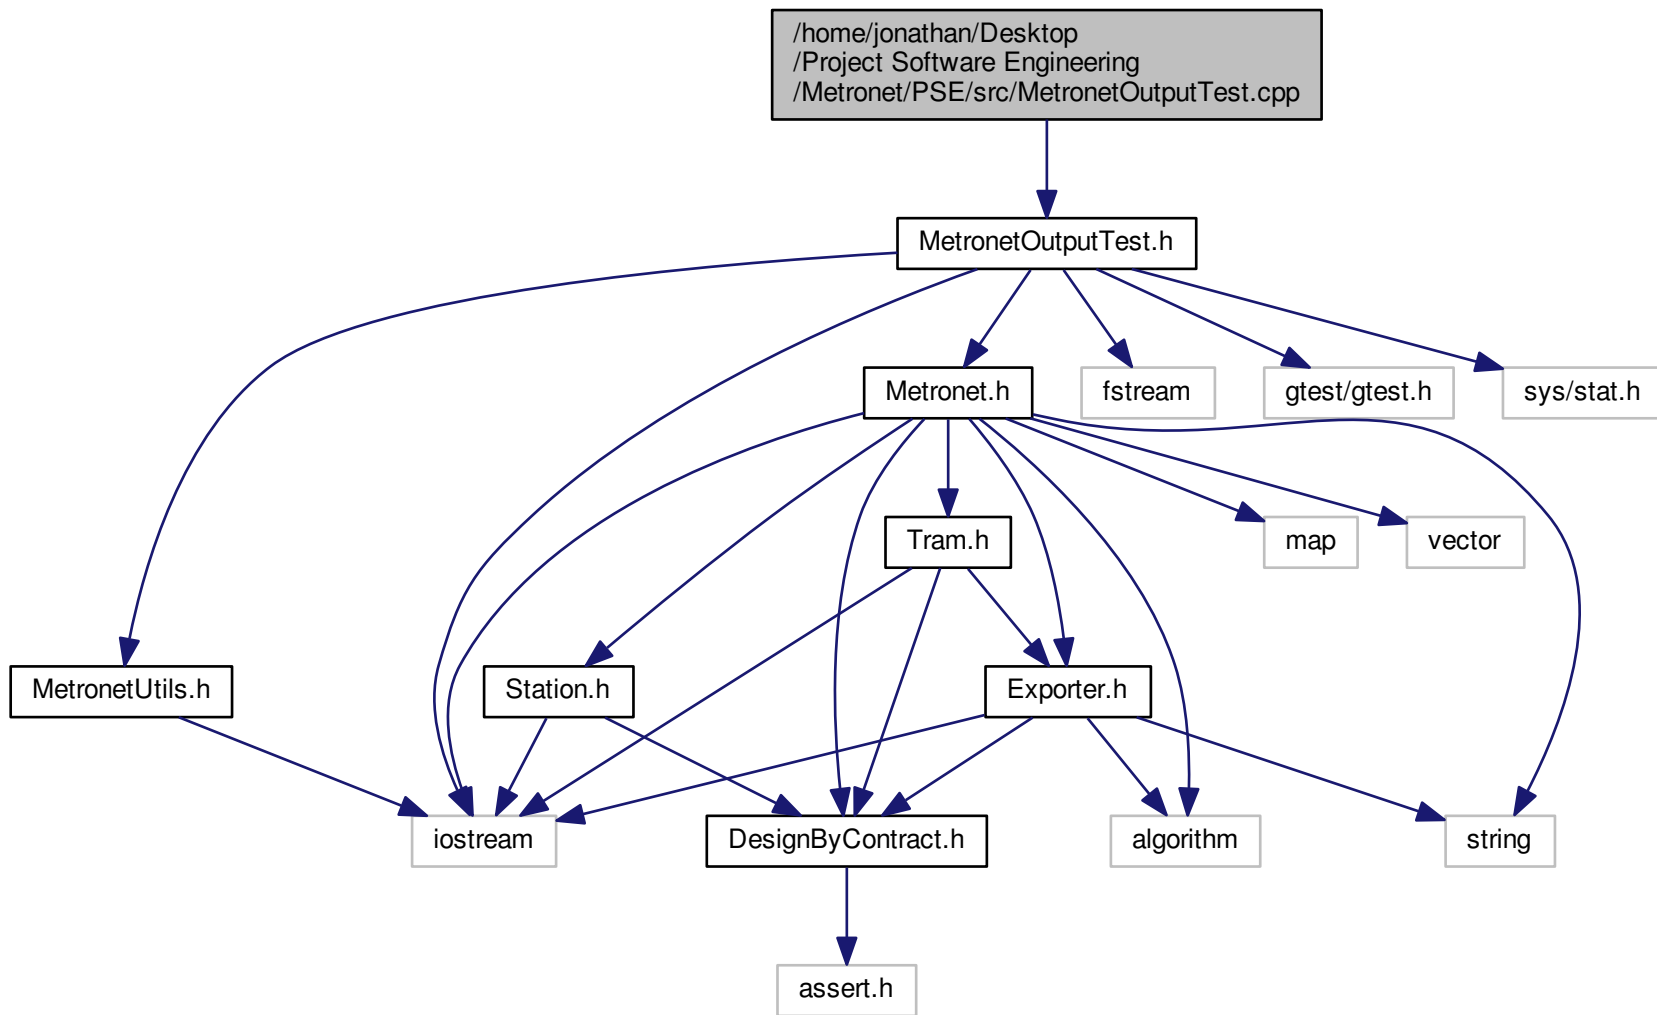 /home/jonathan/Desktop
/Project Software Engineering
/Metronet/PSE/src/MetronetOutputTest.cpp
MetronetOutputTest.h
Metronet.h
fstream
gtest/gtest.h
sys/stat.h
Tram.h
map
vector
MetronetUtils.h
Station.h
Exporter.h
iostream
DesignByContract.h
algorithm
string
assert.h